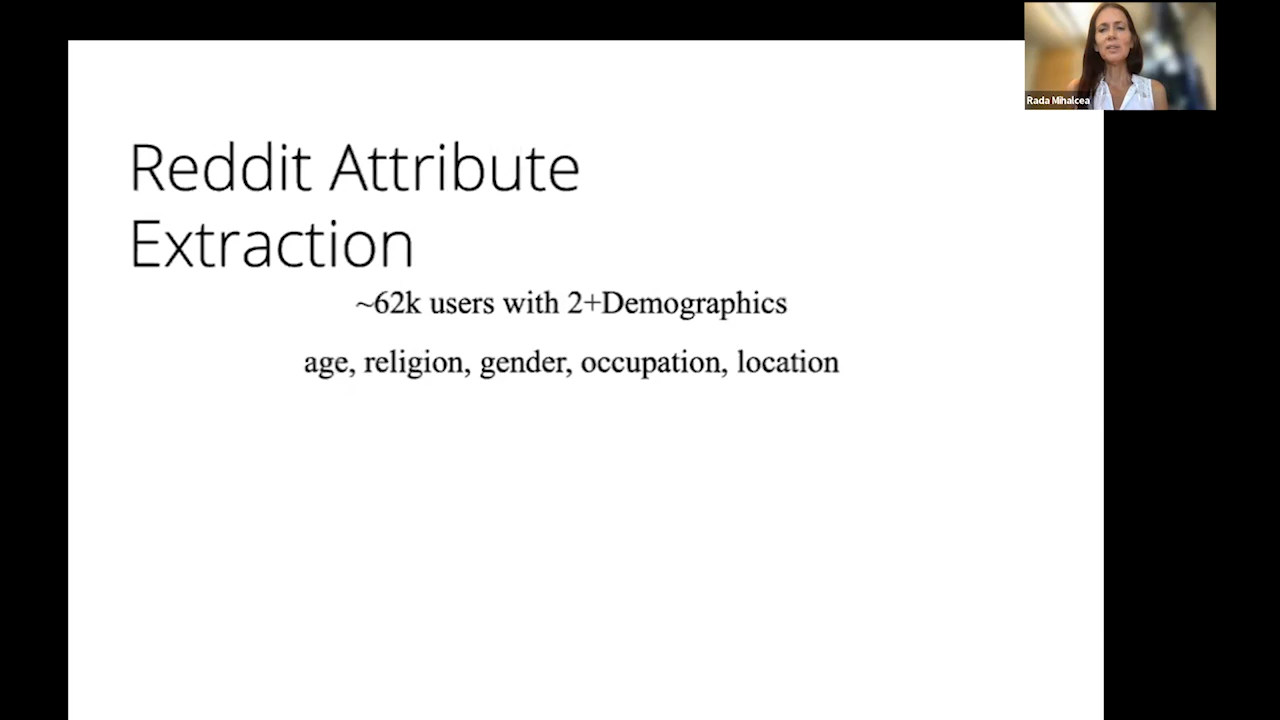 Rada Mihalcea
Reddit Attribute
Extraction
~62k users with 2+Demographics
age, religion, gender, occupation, location